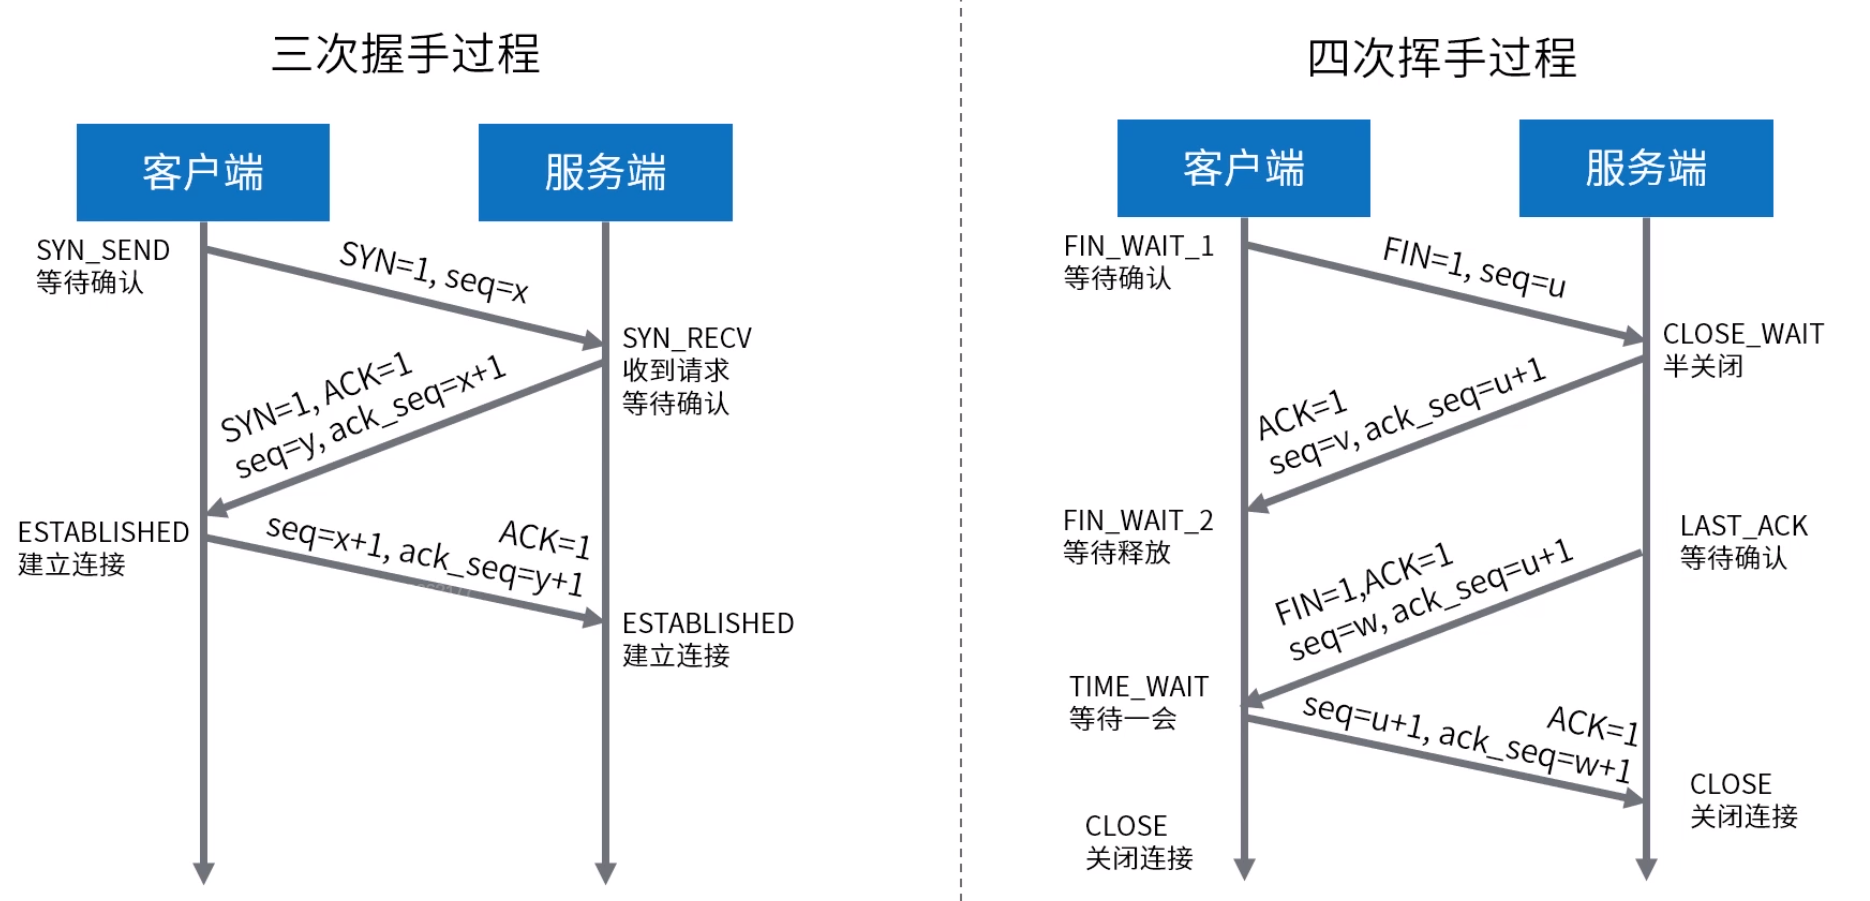 三次握手过程
客户端
服务端
SYN_SEND
等待确认
SYN=1, seq=x
SYN_RECV
收到请求
等待确认
SYN=1, ACK=1
seq=y, ack_seq=x+1
ESTABLISHED
建立连接
ACK=1
seq=x+1, ack_seq=y+1
ESTABLISHED
建立连接
四次挥手过程
客户端
服务端
FIN_WAIT_1
等待确认
FIN=1, seq=u
CLOSE_WAIT
半关闭
ACK=1
seq=v, ack_seq=u+1
FIN_WAIT_2
等待释放
LAST_ACK
等待确认
FIN=1,ACK=1
seq=w, ack_seq=u+1
TIME_WAIT
等待一会
ACK=1
seq=u+1, ack_seq=w+1
CLOSE
关闭连接
CLOSE
关闭连接